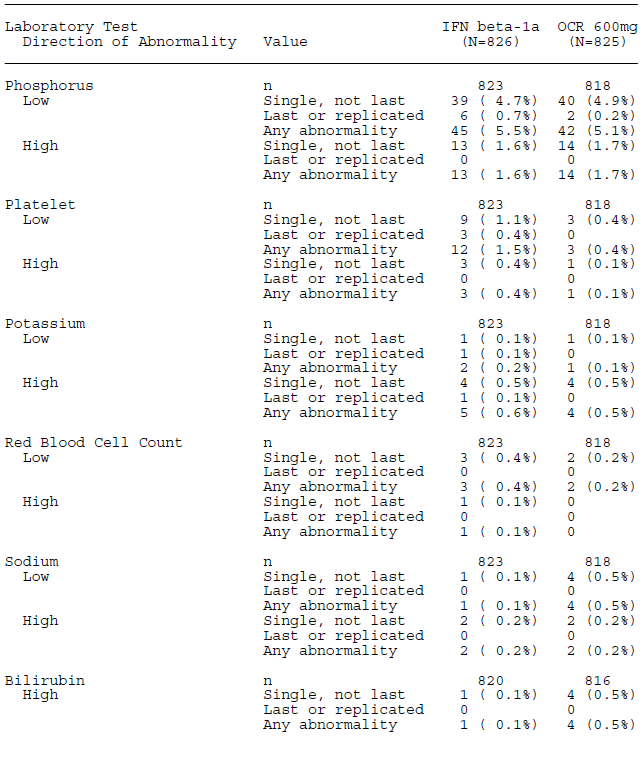 Laboratory Test IFN beta-1a OCR 600mg
Direction of Abnormality Value (N=826) (N=825)
Phosphorus n 823 818
Low Single, not last 39 ( 4.7%) 40 (4.9%)
Last or replicated 6 ( 0.7%) 2 (0.2%)
Any abnormality 45 ( 5.5%) 42 (5.1%)
High Single, not last 13 ( 1.6%) 14 (1.7%)
Last or replicated 0 0
Any abnormality 13 ( 1.6%) 14 (1.7%)
Platelet n 823 818
Low Single, not last 9 ( 1.1%) 3 (0.4%)
Last or replicated 3 ( 0.4%) 0
Any abnormality 12 ( 1.5%) 3 (0.4%)
High Single, not last 3 ( 0.4%) 1 (0.1%)
Last or replicated 0 0
Any abnormality 3 ( 0.4%) 1 (0.1%)
Potassium n 823 818
Low Single, not last 1 ( 0.1%) 1 (0.1%)
Last or replicated 1 ( 0.1%) 0
Any abnormality 2 ( 0.2%) 1 (0.1%)
High Single, not last 4 ( 0.5%) 4 (0.5%)
Last or replicated 1 ( 0.1%) 0
Any abnormality 5 ( 0.6%) 4 (0.5%)
Red Blood Cell Count n 823 818
Low Single, not last 3 ( 0.4%) 2 (0.2%)
Last or replicated 0 0
Any abnormality 3 ( 0.4%) 2 (0.2%)
High Single, not last 1 ( 0.1%) 0
Last or replicated 0 0
Any abnormality 1 ( 0.1%) 0
Sodium n 823 818
Low Single, not last 1 ( 0.1%) 4 (0.5%)
Last or replicated 0 0
Any abnormality 1 ( 0.1%) 4 (0.5%)
High Single, not last 2 ( 0.2%) 2 (0.2%)
Last or replicated 0 0
Any abnormality 2 ( 0.2%) 2 (0.2%)
Bilirubin n 820 816
High Single, not last 1 ( 0.1%) 4 (0.5%)
Last or replicated 0 0
Any abnormality 1 ( 0.1%) 4 (0.5%)